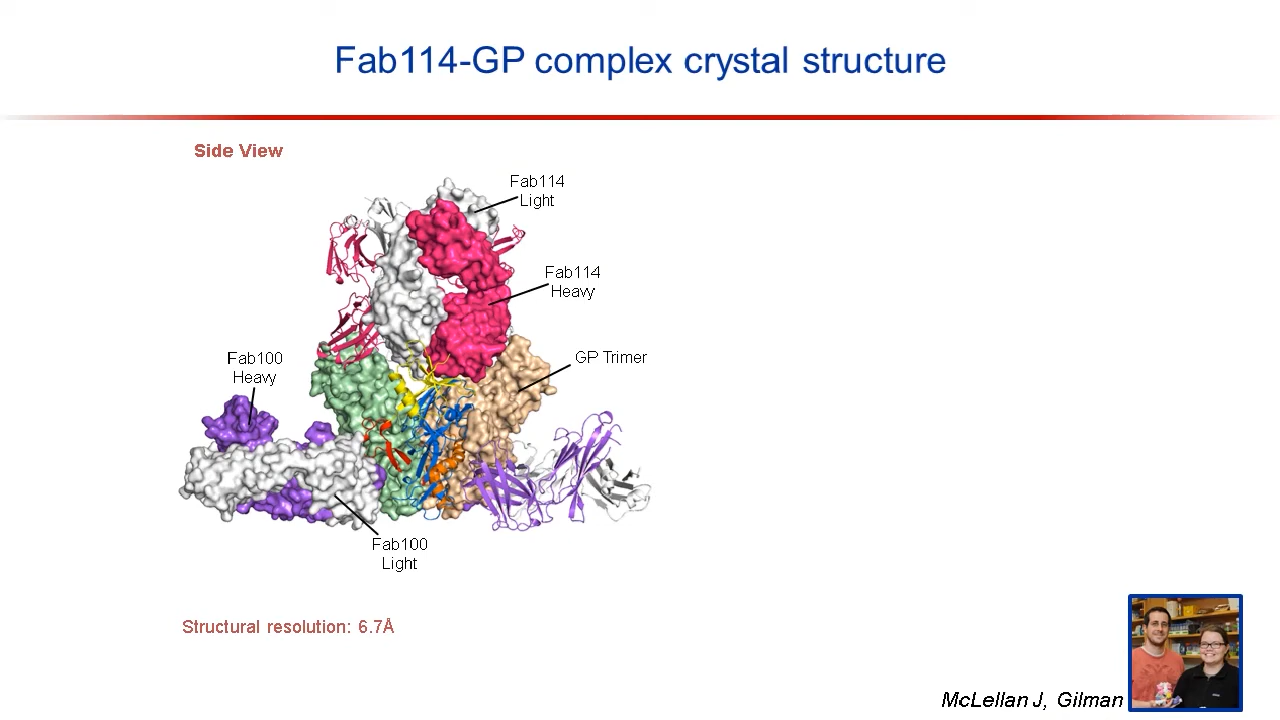 Fab114-GP complex crystal structure
Side View
Fab114
Light
Fab114
Heavy
GP Trimer
Fab100
Heavy
Fab100
Light
Structural resolution: 6.7Å
McLellan J, Gilman